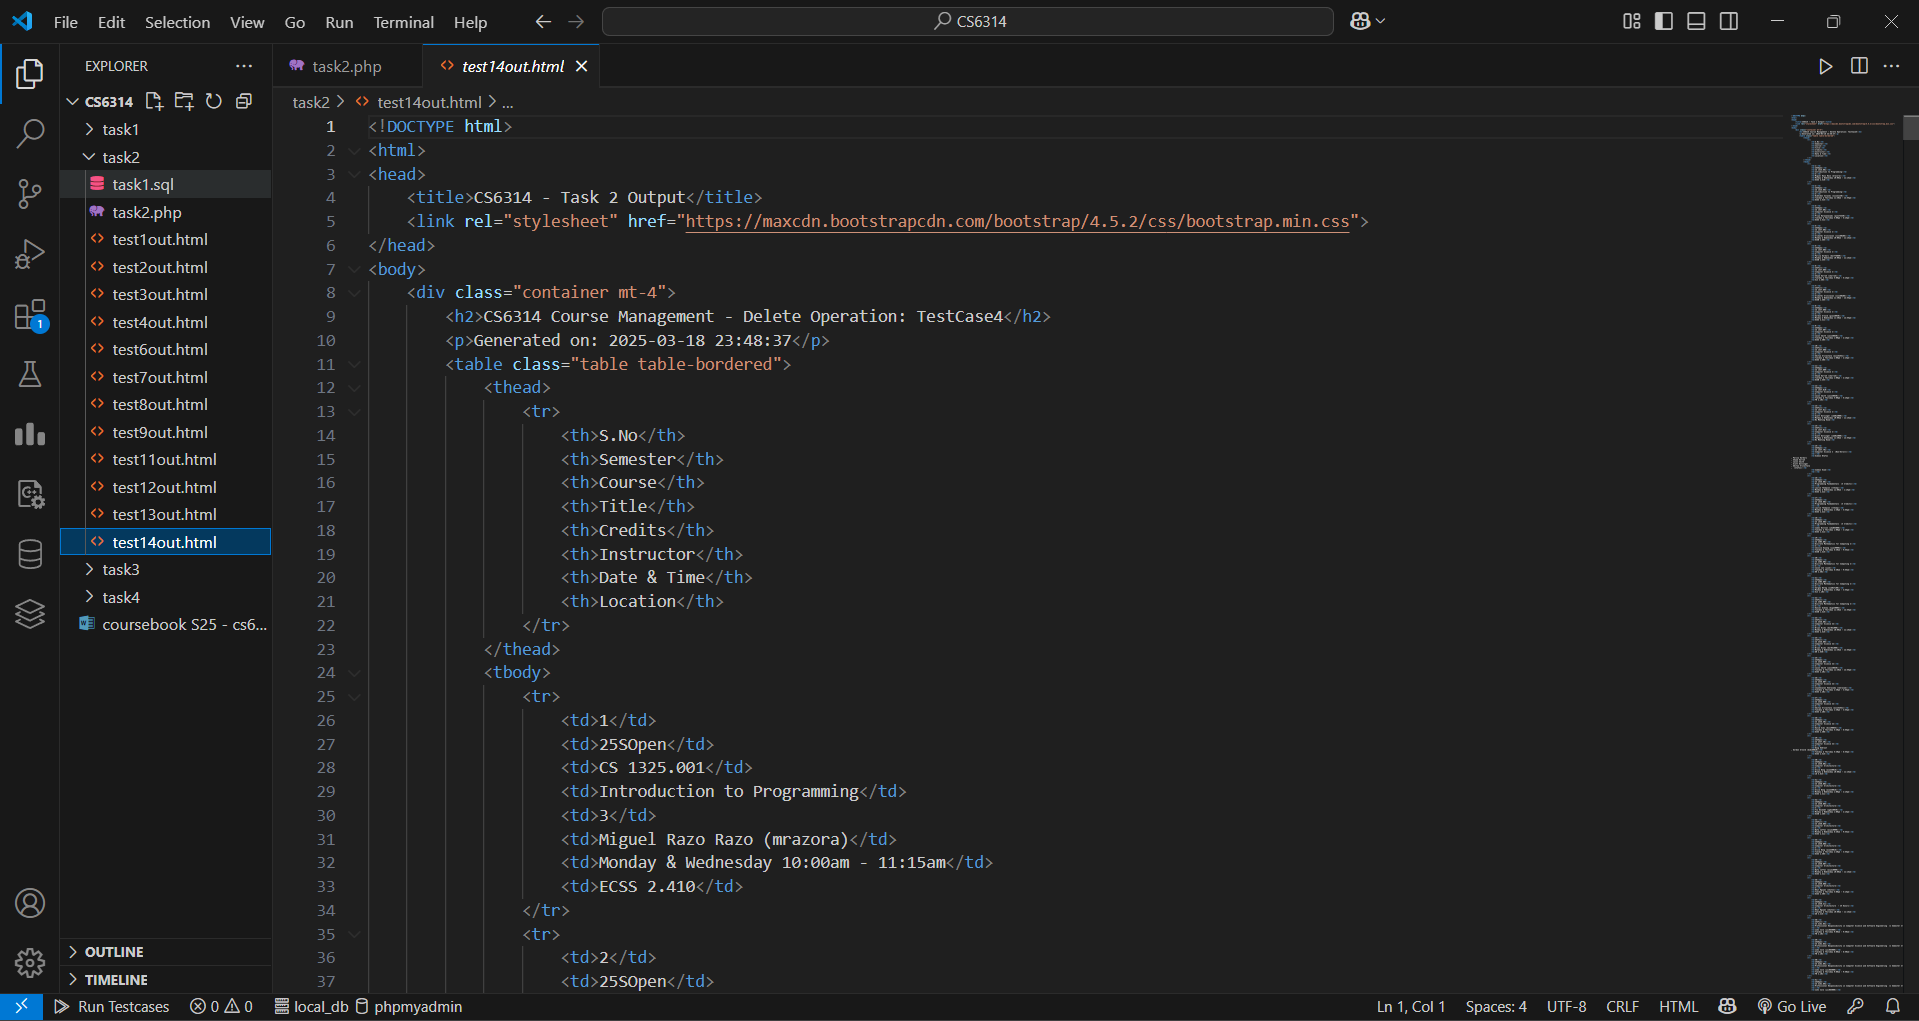 File Edit Selection View Go Run Terminal Help
CS6314
EXPLORER
CS6314
task1
task2
task1.sql
task2.php
test1out.html
test2out.html
test3out.html
test4out.html
test6out.html
test7out.html
test8out.html
test9out.html
test11out.html
test12out.html
test13out.html
test14out.html
task3
task4
coursebook S25 - cs6...
OUTLINE
TIMELINE
1
task2.php
test14out.html
task2 > test14out.html > ...
1 <!DOCTYPE html>
2 <html>
3 <head>
4 <title>CS6314 - Task 2 Output</title>
5 <link rel="stylesheet" href="https://maxcdn.bootstrapcdn.com/bootstrap/4.5.2/css/bootstrap.min.css">
6 </head>
7 <body>
8 <div class="container mt-4">
9 <h2>CS6314 Course Management - Delete Operation: TestCase4</h2>
10 <p>Generated on: 2025-03-18 23:48:37</p>
11 <table class="table table-bordered">
12 <thead>
13 <tr>
14 <th>S.No</th>
15 <th>Semester</th>
16 <th>Course</th>
17 <th>Title</th>
18 <th>Credits</th>
19 <th>Instructor</th>
20 <th>Date & Time</th>
21 <th>Location</th>
22 </tr>
23 </thead>
24 <tbody>
25 <tr>
26 <td>1</td>
27 <td>25SOpen</td>
28 <td>CS 1325.001</td>
29 <td>Introduction to Programming</td>
30 <td>3</td>
31 <td>Miguel Razo Razo (mrazora)</td>
32 <td>Monday & Wednesday 10:00am - 11:15am</td>
33 <td>ECSS 2.410</td>
34 </tr>
35 <tr>
36 <td>2</td>
37 <td>25SOpen</td>
Run Testcases 0 0 local_db phpmyadmin
Ln 1, Col 1 Spaces: 4 UTF-8 CRLF HTML Go Live